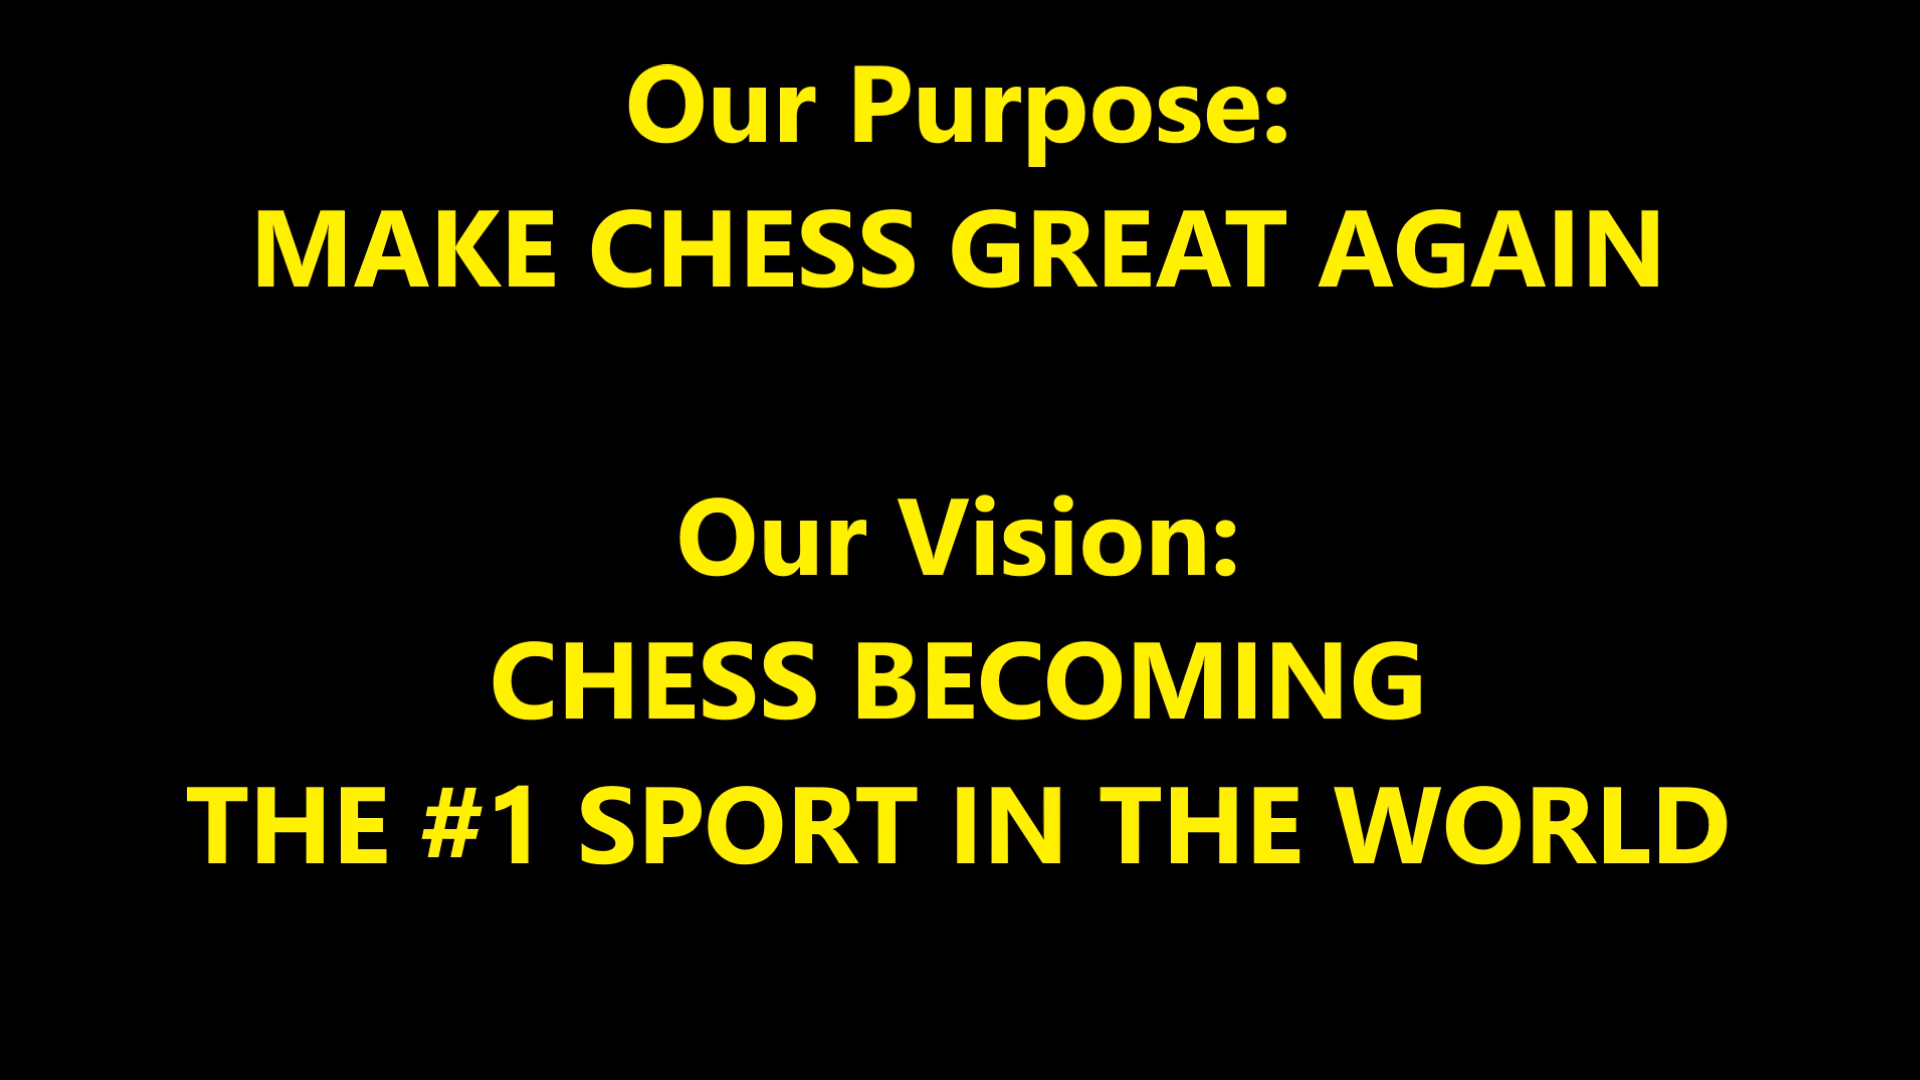 Our Purpose:
MAKE CHESS GREAT AGAIN
Our Vision:
CHESS BECOMING
THE #1 SPORT IN THE WORLD